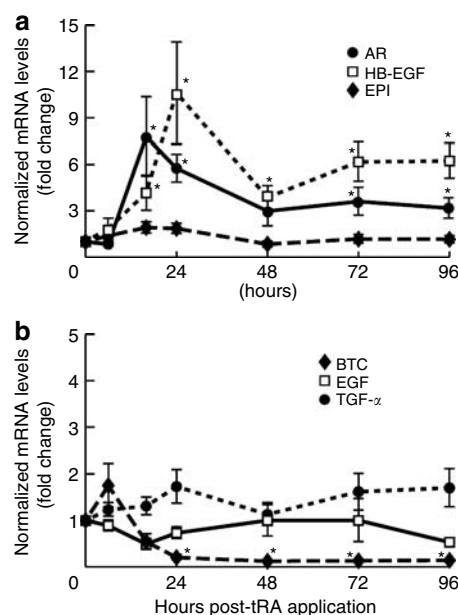 a
Normalized mRNA levels
(fold change)
15
12
9
6
3
AR
HB-EGF
EPI
* * * * * * * * * *
0 24 48 72 96
(hours)
b
Normalized mRNA levels
(fold change)
5
4
3
2
1
BTC
EGF
TGF-α
* * * *
0 24 48 72 96
Hours post-tRA application